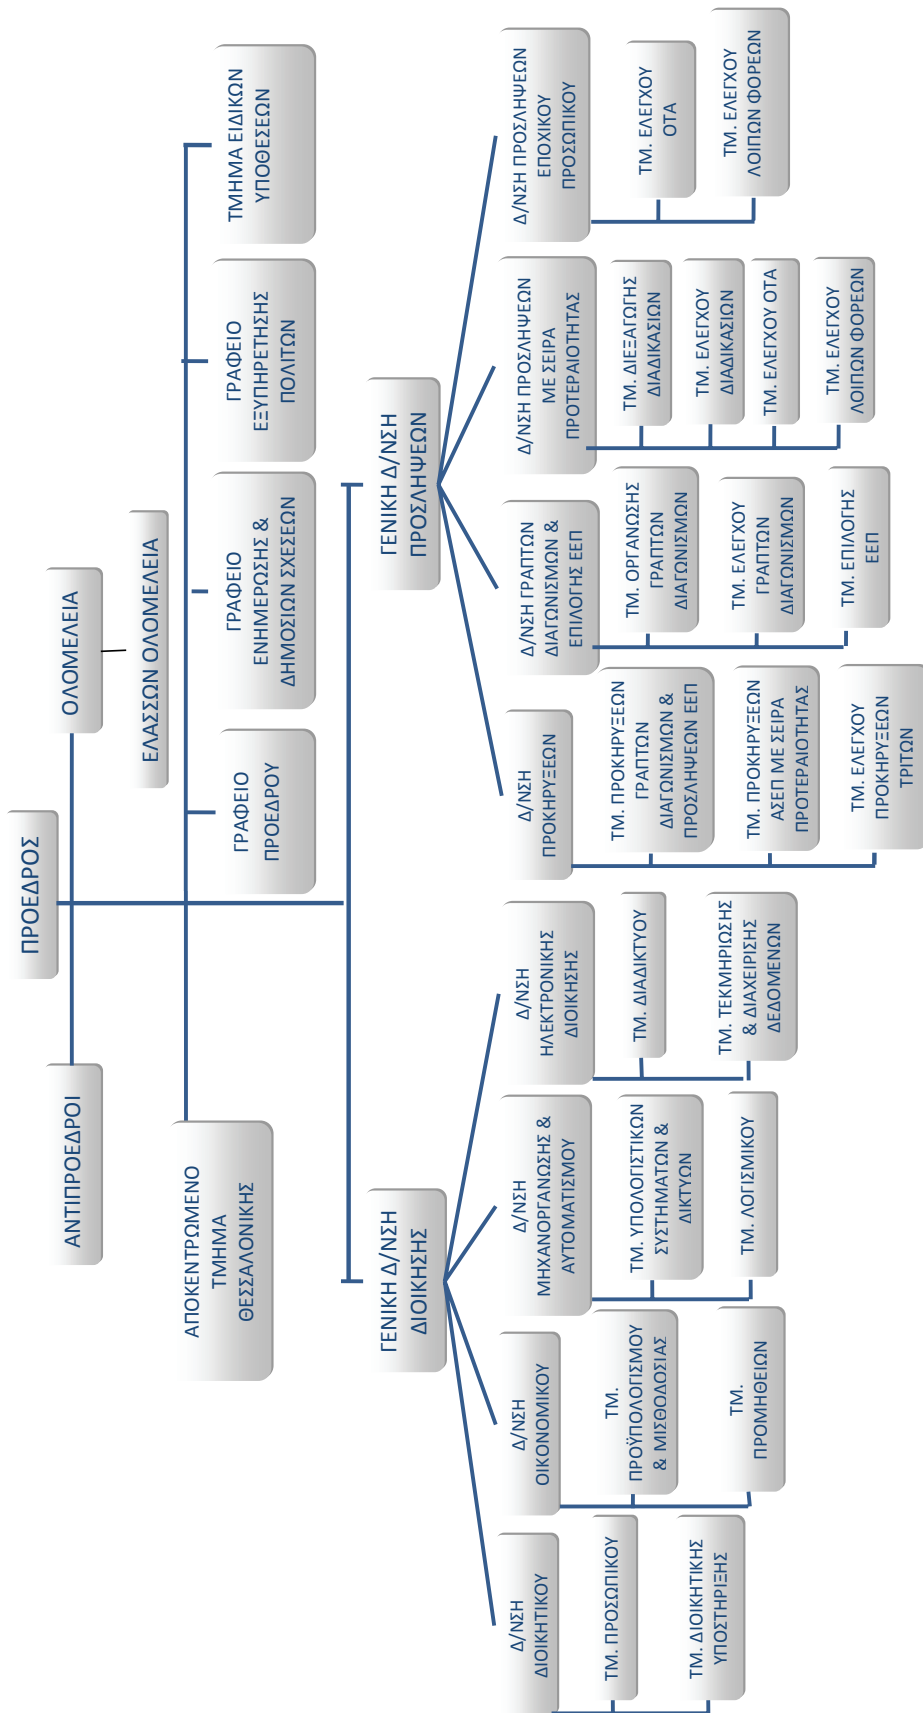 ΠΡΟΕΔΡΟΣ
ΑΝΤΙΠΡΟΕΔΡΟΙ
ΟΛΟΜΕΛΕΙΑ
ΕΛΑΣΣΩΝ ΟΛΟΜΕΛΕΙΑ
ΑΠΟΚΕΝΤΡΩΜΕΝΟ
ΤΜΗΜΑ
ΘΕΣΣΑΛΟΝΙΚΗΣ
ΓΡΑΦΕΙΟ
ΠΡΟΕΔΡΟΥ
ΓΡΑΦΕΙΟ
ΕΝΗΜΕΡΩΣΗΣ &
ΔΗΜΟΣΙΩΝ ΣΧΕΣΕΩΝ
ΓΡΑΦΕΙΟ
ΕΞΥΠΗΡΕΤΗΣΗΣ
ΠΟΛΙΤΩΝ
ΤΜΗΜΑ ΕΙΔΙΚΩΝ
ΥΠΟΘΕΣΕΩΝ
ΓΕΝΙΚΗ Δ/ΝΣΗ
ΔΙΟΙΚΗΣΗΣ
ΓΕΝΙΚΗ Δ/ΝΣΗ
ΠΡΟΣΛΗΨΕΩΝ
Δ/ΝΣΗ
ΔΙΟΙΚΗΤΙΚΟΥ
ΤΜ. ΠΡΟΣΩΠΙΚΟΥ
ΤΜ. ΔΙΟΙΚΗΤΙΚΗΣ
ΥΠΟΣΤΗΡΙΞΗΣ
Δ/ΝΣΗ
ΟΙΚΟΝΟΜΙΚΟΥ
ΤΜ.
ΠΡΟΫΠΟΛΟΓΙΣΜΟΥ
& ΜΙΣΘΟΔΟΣΙΑΣ
ΤΜ.
ΠΡΟΜΗΘΕΙΩΝ
Δ/ΝΣΗ
ΜΗΧΑΝΟΡΓΑΝΩΣΗΣ &
ΑΥΤΟΜΑΤΙΣΜΟΥ
ΤΜ. ΥΠΟΛΟΓΙΣΤΙΚΩΝ
ΣΥΣΤΗΜΑΤΩΝ &
ΔΙΚΤΥΩΝ
ΤΜ. ΛΟΓΙΣΜΙΚΟΥ
Δ/ΝΣΗ
ΗΛΕΚΤΡΟΝΙΚΗΣ
ΔΙΟΙΚΗΣΗΣ
ΤΜ. ΔΙΑΔΙΚΤΥΟΥ
ΤΜ. ΤΕΚΜΗΡΙΩΣΗΣ
& ΔΙΑΧΕΙΡΙΣΗΣ
ΔΕΔΟΜΕΝΩΝ
Δ/ΝΣΗ
ΠΡΟΚΗΡΥΞΕΩΝ
ΤΜ. ΠΡΟΚΗΡΥΞΕΩΝ
ΓΡΑΠΤΩΝ
ΔΙΑΓΩΝΙΣΜΩΝ &
ΠΡΟΣΛΗΨΕΩΝ ΕΕΠ
ΤΜ. ΠΡΟΚΗΡΥΞΕΩΝ
ΑΣΕΠ ΜΕ ΣΕΙΡΑ
ΠΡΟΤΕΡΑΙΟΤΗΤΑΣ
ΤΜ. ΕΛΕΓΧΟΥ
ΠΡΟΚΗΡΥΞΕΩΝ
ΤΡΙΤΩΝ
Δ/ΝΣΗ ΓΡΑΠΤΩΝ
ΔΙΑΓΩΝΙΣΜΩΝ &
ΕΠΙΛΟΓΗΣ ΕΕΠ
ΤΜ. ΟΡΓΑΝΩΣΗΣ
ΓΡΑΠΤΩΝ
ΔΙΑΓΩΝΙΣΜΩΝ
ΤΜ. ΕΛΕΓΧΟΥ
ΓΡΑΠΤΩΝ
ΔΙΑΓΩΝΙΣΜΩΝ
ΤΜ. ΕΠΙΛΟΓΗΣ
ΕΕΠ
Δ/ΝΣΗ ΠΡΟΣΛΗΨΕΩΝ
ΜΕ ΣΕΙΡΑ
ΠΡΟΤΕΡΑΙΟΤΗΤΑΣ
ΤΜ. ΔΙΕΞΑΓΩΓΗΣ
ΔΙΑΔΙΚΑΣΙΩΝ
ΤΜ. ΕΛΕΓΧΟΥ
ΔΙΑΔΙΚΑΣΙΩΝ
ΤΜ. ΕΛΕΓΧΟΥ ΟΤΑ
ΤΜ. ΕΛΕΓΧΟΥ
ΛΟΙΠΩΝ ΦΟΡΕΩΝ
Δ/ΝΣΗ ΠΡΟΣΛΗΨΕΩΝ
ΕΠΟΧΙΚΟΥ
ΠΡΟΣΩΠΙΚΟΥ
ΤΜ. ΕΛΕΓΧΟΥ
ΟΤΑ
ΤΜ. ΕΛΕΓΧΟΥ
ΛΟΙΠΩΝ ΦΟΡΕΩΝ